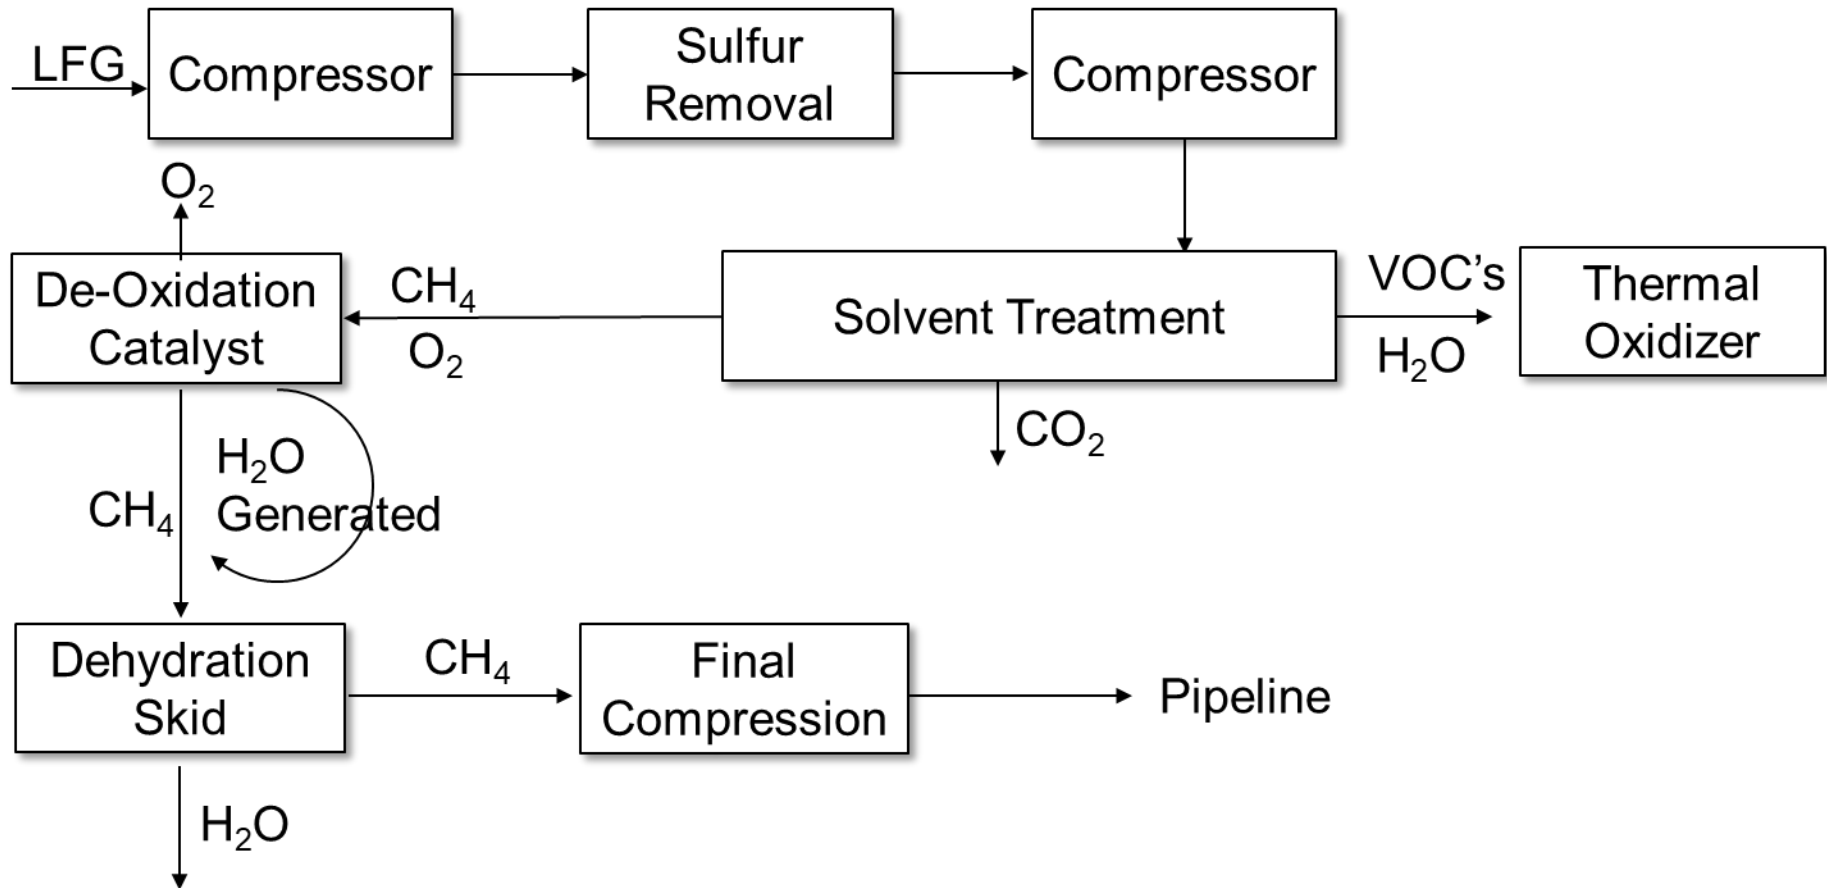 LFG
Compressor
Sulfur
Removal
Compressor
O₂
De-Oxidation
Catalyst
CH₄
O₂
Solvent Treatment
VOC's
H₂O
Thermal
Oxidizer
CO₂
CH₄
H₂O
Generated
Dehydration
Skid
CH₄
Final
Compression
Pipeline
H₂O